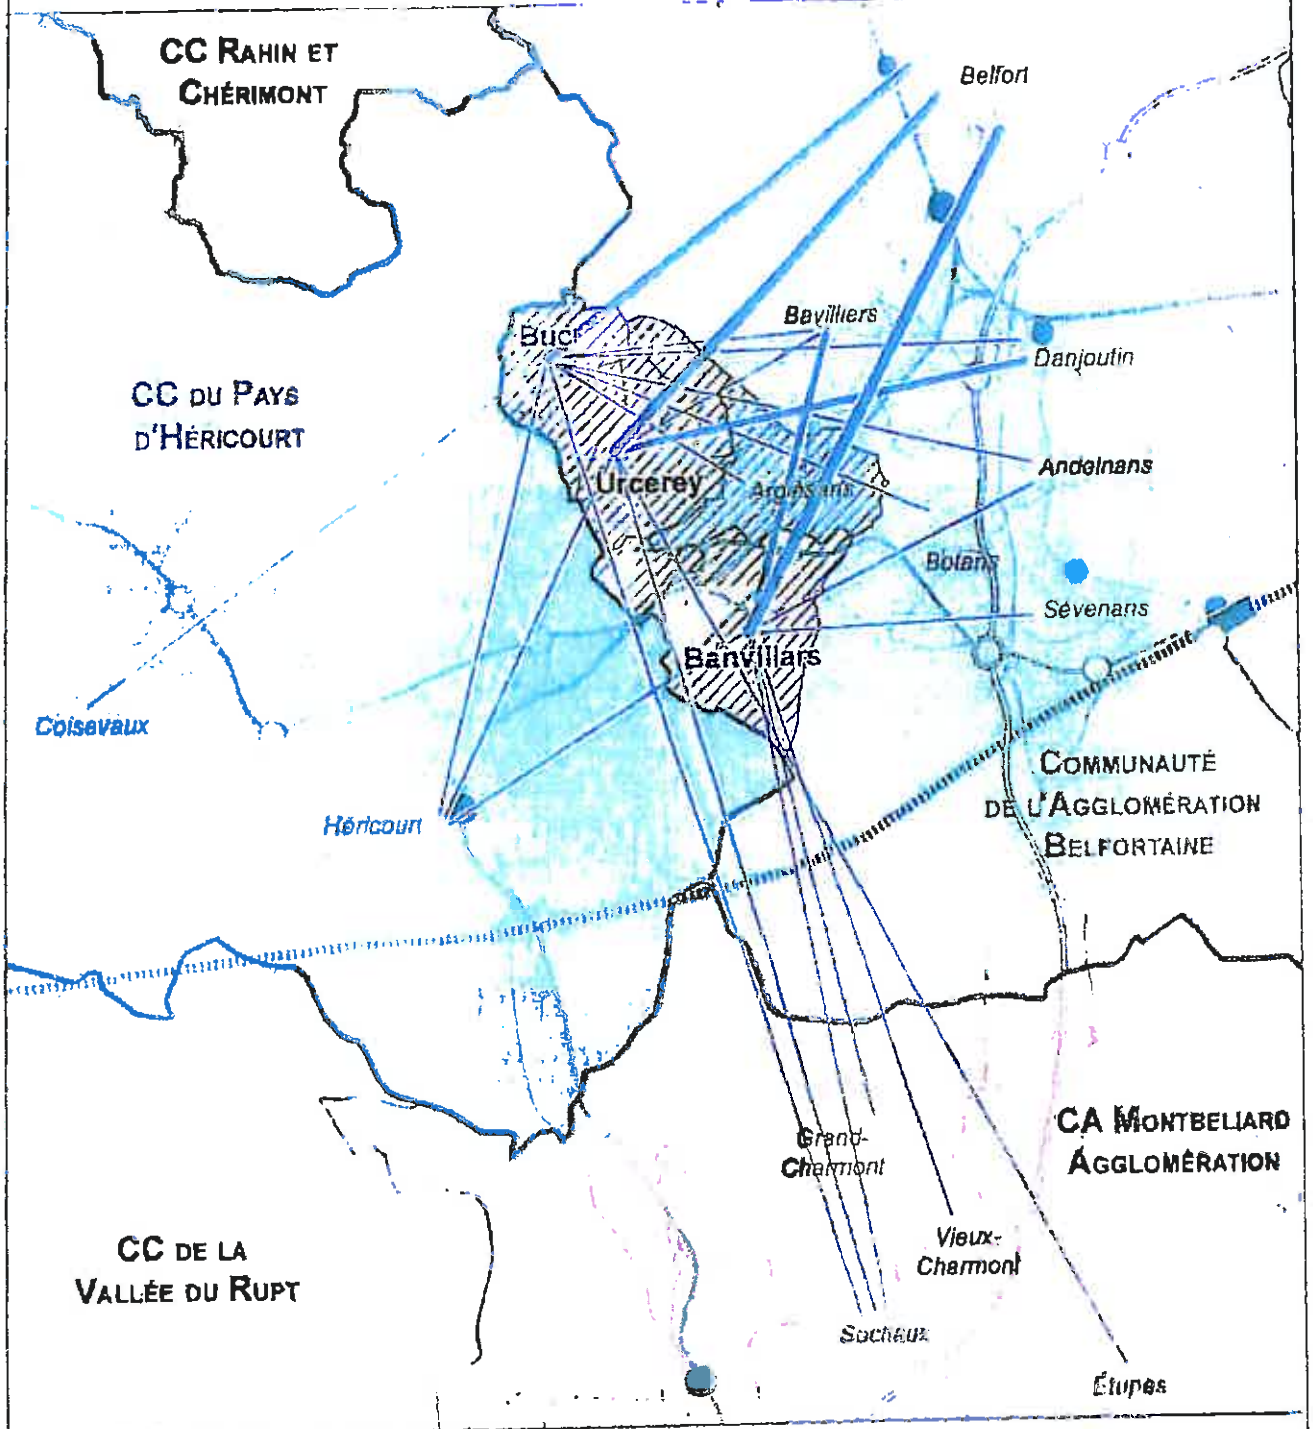 CC RAHIN ET
CHÉRIMONT
Belfort
Bavilliers
Buc
Danjoutin
CC DU PAYS
D'HÉRICOURT
Andelnans
Urcerey
Argiésans
Botans
Sévenans
Banvillars
Coisevaux
COMMUNAUTÉ
DE L'AGGLOMÉRATION
BELFORTAINE
Héricourt
CA MONTBELIARD
AGGLOMÉRATION
Grand-
Charmont
CC DE LA
VALLÉE DU RUPT
Vieux-
Charmont
Sochaux
Étupes